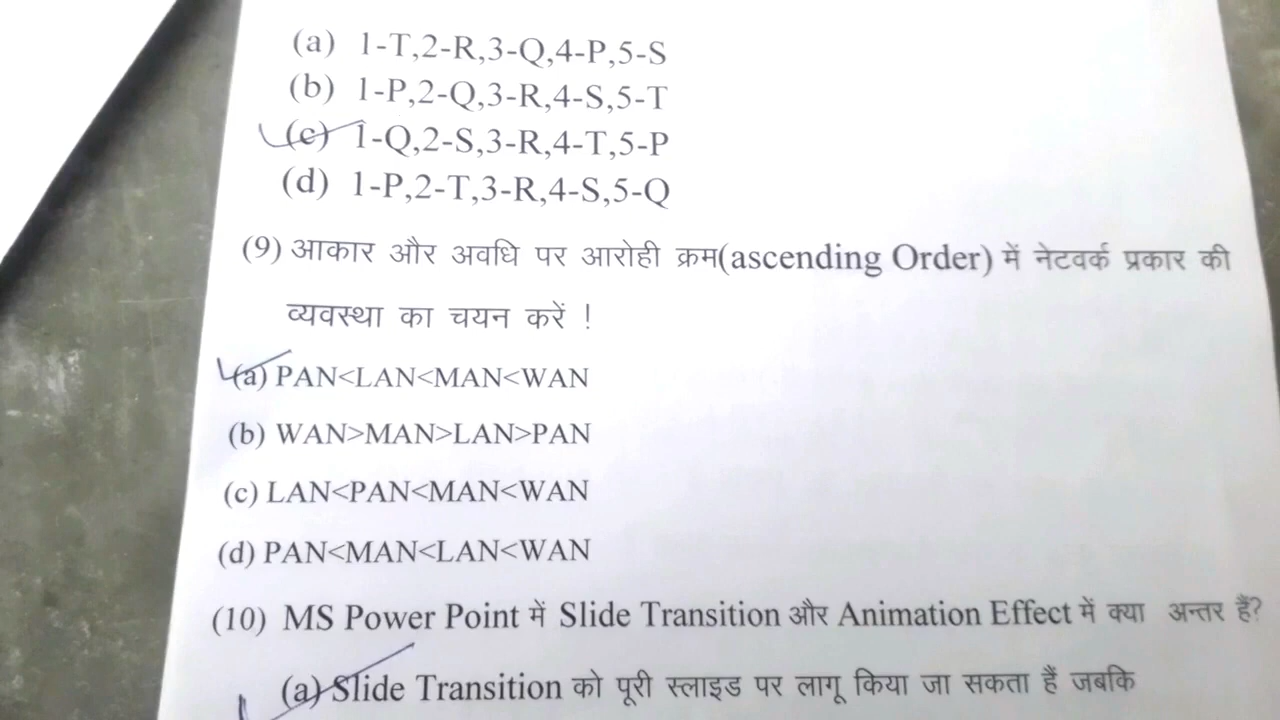 (a) 1-T,2-R,3-Q,4-P,5-S
(b) 1-P,2-Q,3-R,4-S,5-T
(c) 1-Q,2-S,3-R,4-T,5-P
(d) 1-P,2-T,3-R,4-S,5-Q
(9) आकार और अवधि पर आरोही क्रम(ascending Order) में नेटवर्क प्रकार की
व्यवस्था का चयन करें !
(a) PAN<LAN<MAN<WAN
(b) WAN>MAN>LAN>PAN
(c) LAN<PAN<MAN<WAN
(d) PAN<MAN<LAN<WAN
(10) MS Power Point में Slide Transition और Animation Effect में क्या अन्तर हैं?
(a) Slide Transition को पूरी स्लाइड पर लागू किया जा सकता हैं जबकि